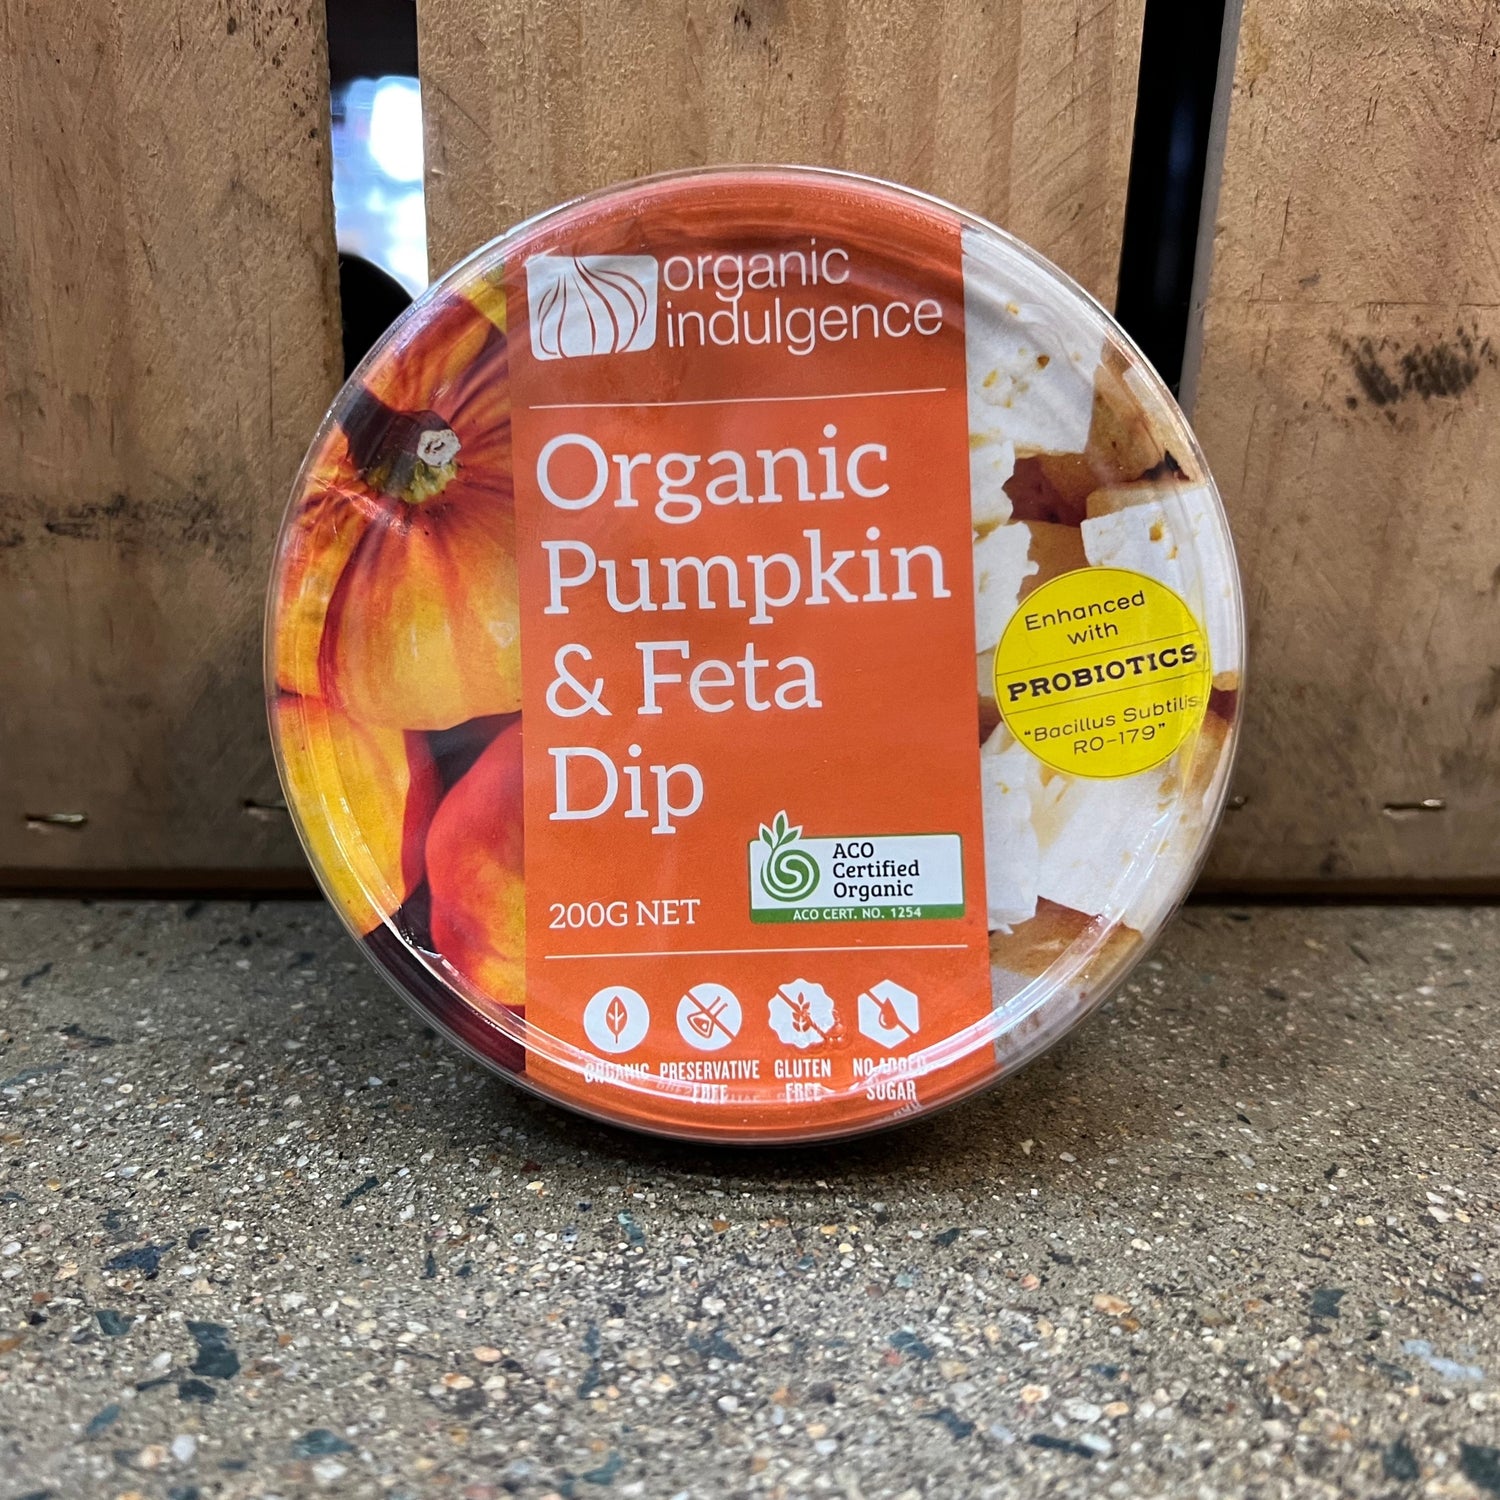 organic
indulgence
Organic
Pumpkin
& Feta
Dip
Enhanced
with
PROBIOTICS
"Bacillus Subtilis
RO-179"
200G NET
ACO
Certified
Organic
ACO CERT. NO. 1254
ORGANIC
PRESERVATIVE
FREE
GLUTEN
FREE
NO ADDED
SUGAR